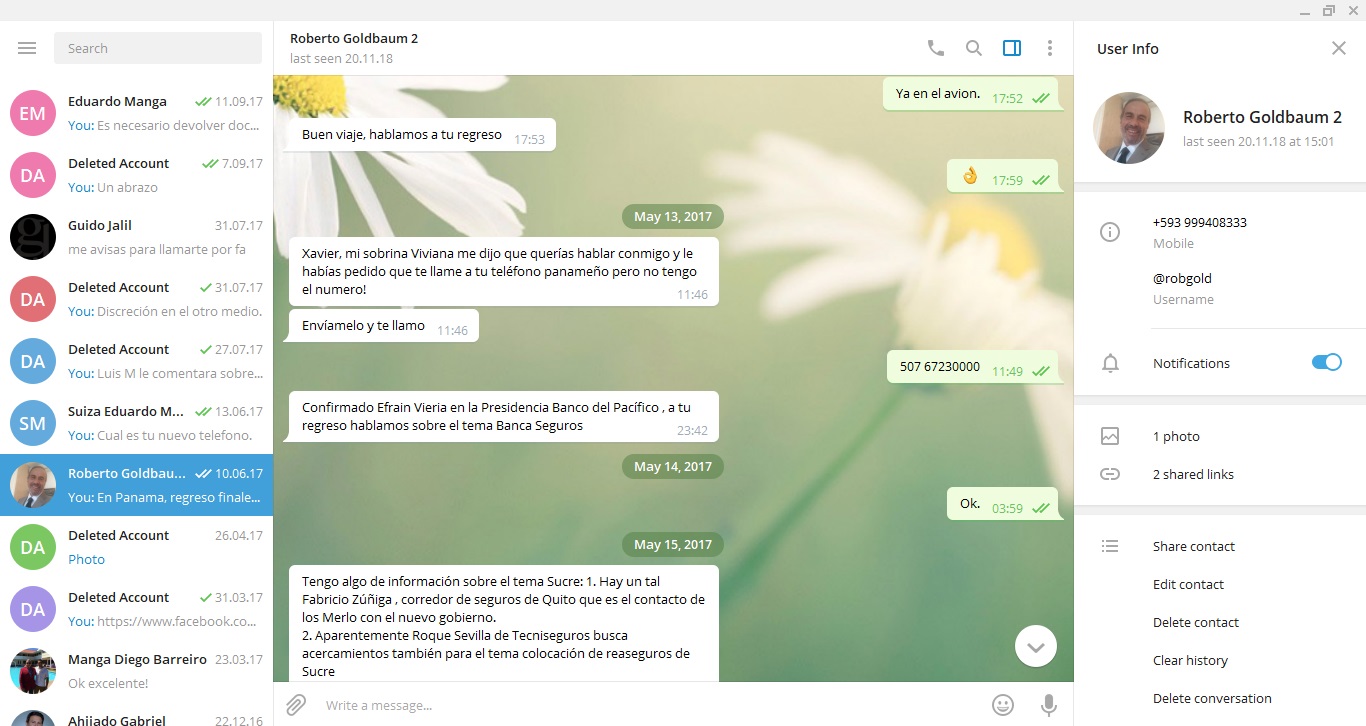 Search
Eduardo Manga 11.09.17
You: Es necesario devolver doc...
Deleted Account 7.09.17
You: Un abrazo
Guido Jalil 31.07.17
me avisas para llamarte por fa
Deleted Account 31.07.17
You: Discreción en el otro medio.
Deleted Account 27.07.17
You: Luis M le comentara sobre...
Suiza Eduardo M... 13.06.17
You: Cual es tu nuevo telefono.
Roberto Goldbau... 10.06.17
You: En Panama, regreso finale...
Deleted Account 26.04.17
Photo
Deleted Account 31.03.17
You: https://www.facebook.co...
Manga Diego Barreiro 23.03.17
Ok excelente!
Ahijado Gabriel 22.12.16
EM
DA
gj
DA
DA
SM
DA
DA
Roberto Goldbaum 2
last seen 20.11.18
Ya en el avion. 17:52
Buen viaje, hablamos a tu regreso 17:53
👌 17:59
May 13, 2017
Xavier, mi sobrina Viviana me dijo que querías hablar conmigo y le
habías pedido que te llame a tu teléfono panameño pero no tengo
el numero! 11:46
Envíamelo y te llamo 11:46
507 67230000 11:49
Confirmado Efrain Vieria en la Presidencia Banco del Pacífico , a tu
regreso hablamos sobre el tema Banca Seguros 23:42
May 14, 2017
Ok. 03:59
May 15, 2017
Tengo algo de información sobre el tema Sucre: 1. Hay un tal
Fabricio Zúñiga , corredor de seguros de Quito que es el contacto de
los Merlo con el nuevo gobierno.
2. Aparentemente Roque Sevilla de Tecniseguros busca
acercamientos también para el tema colocación de reaseguros de
Sucre
Write a message...
User Info
Roberto Goldbaum 2
last seen 20.11.18 at 15:01
+593 999408333
Mobile
@robgold
Username
Notifications
1 photo
2 shared links
Share contact
Edit contact
Delete contact
Clear history
Delete conversation